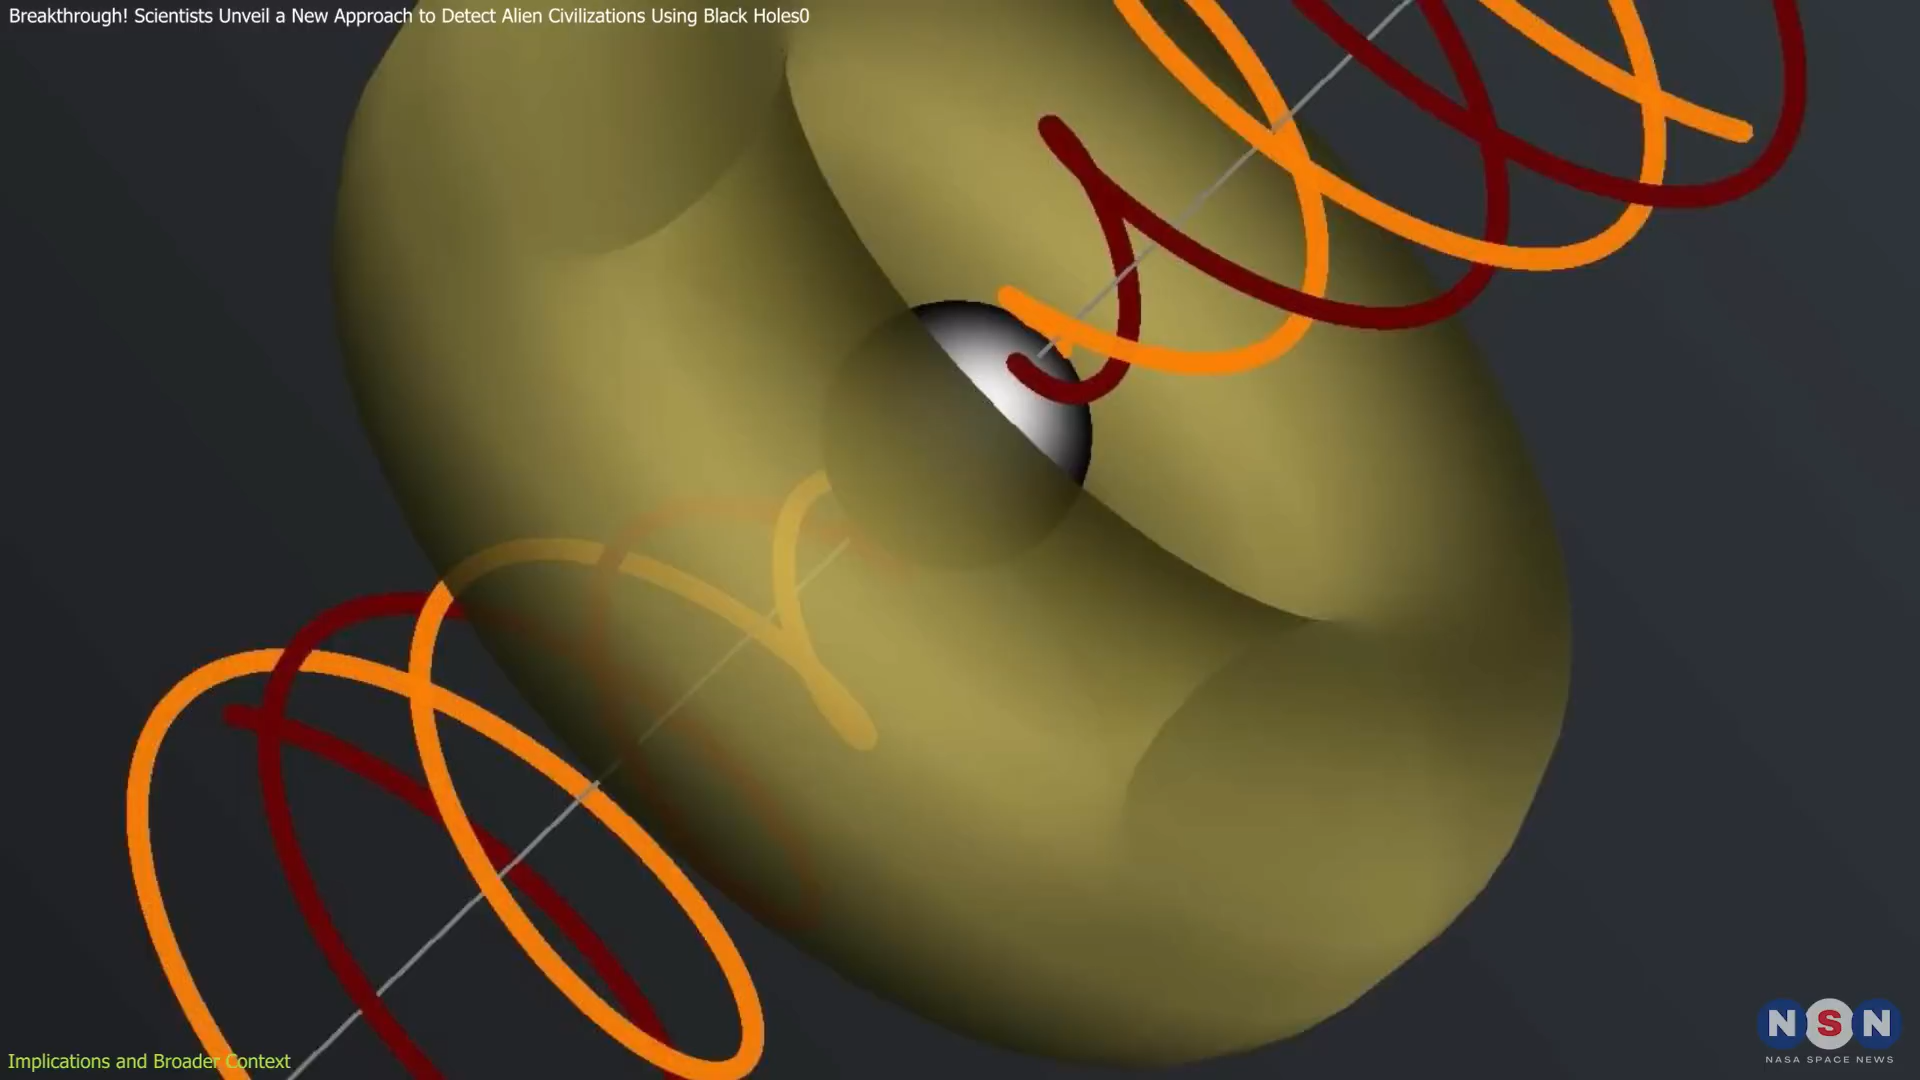 Breakthrough! Scientists Unveil a New Approach to Detect Alien Civilizations Using Black Holes0
Implications and Broader Context
NSN
NASA SPACE NEWS